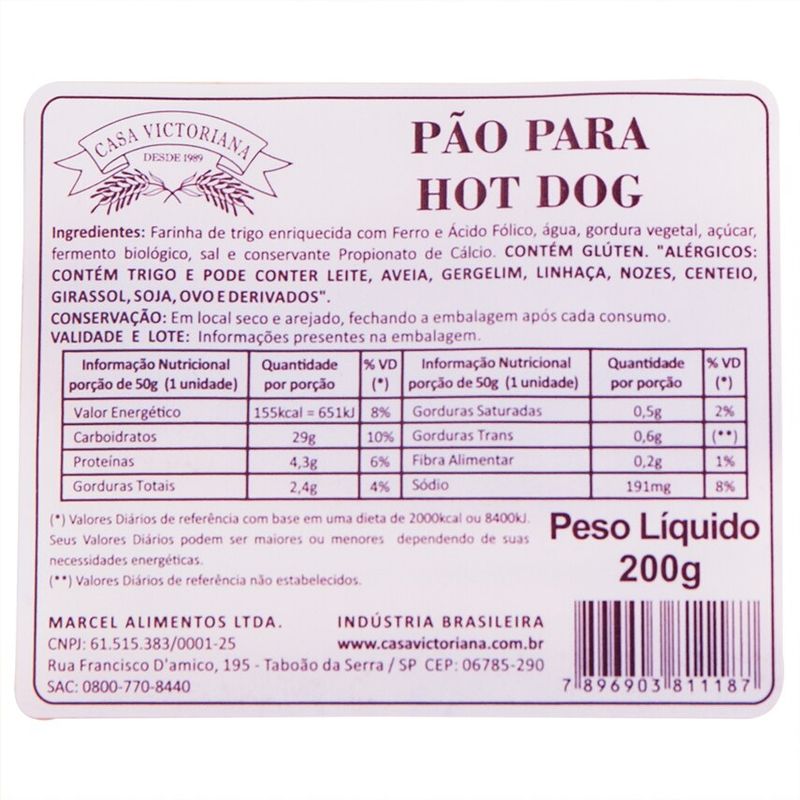 CASA VICTORIANA
DESDE 1989
PÃO PARA
HOT DOG
Ingredientes: Farinha de trigo enriquecida com Ferro e Ácido Fólico, água, gordura vegetal, açúcar,
fermento biológico, sal e conservante Propionato de Cálcio. CONTÉM GLÚTEN. "ALÉRGICOS:
CONTÉM TRIGO E PODE CONTER LEITE, AVEIA, GERGELIM, LINHAÇA, NOZES, CENTEIO,
GIRASSOL, SOJA, OVO E DERIVADOS".
CONSERVAÇÃO: Em local seco e arejado, fechando a embalagem após cada consumo.
VALIDADE E LOTE: Informações presentes na embalagem.
Informação Nutricional Quantidade % VD Informação Nutricional Quantidade % VD
porção de 50g (1 unidade) por porção (*) porção de 50g (1 unidade) por porção (*)
Valor Energético 155kcal = 651kJ 8% Gorduras Saturadas 0,5g 2%
Carboidratos 29g 10% Gorduras Trans 0,6g (**)
Proteínas 4,3g 6% Fibra Alimentar 0,2g 1%
Gorduras Totais 2,4g 4% Sódio 191mg 8%
(*) Valores Diários de referência com base em uma dieta de 2000kcal ou 8400kJ.
Seus Valores Diários podem ser maiores ou menores dependendo de suas
necessidades energéticas.
(**) Valores Diários de referência não estabelecidos.
Peso Líquido
200g
MARCEL ALIMENTOS LTDA. INDÚSTRIA BRASILEIRA
CNPJ: 61.515.383/0001-25 www.casavictoriana.com.br
Rua Francisco D'amico, 195 - Taboão da Serra / SP CEP: 06785-290
SAC: 0800-770-8440
7 896903 811187